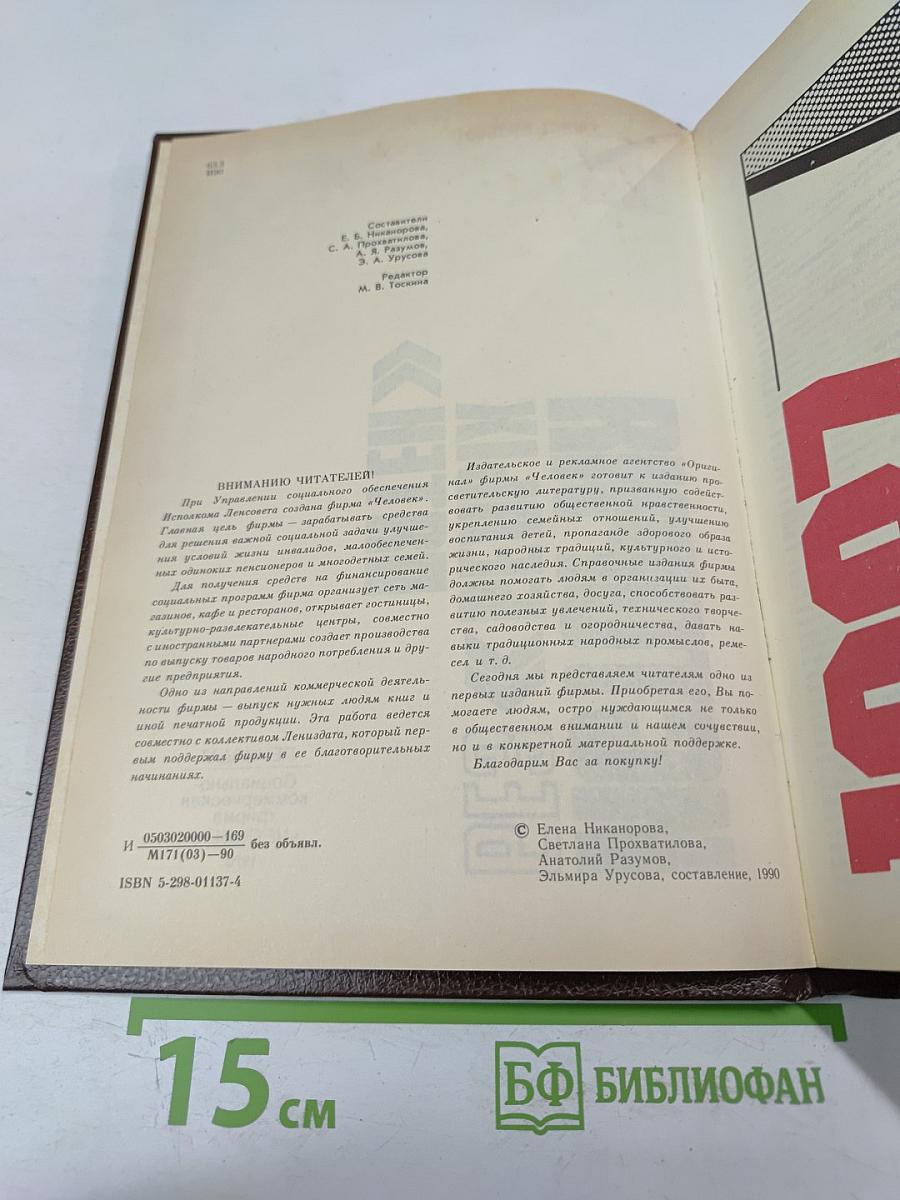 63.3
И90
Составители
Е. Б. Никанорова,
С. А. Прохватилова,
А. Я. Разумов,
Э. А. Урусова
Редактор
М. В. Тоскина
ВНИМАНИЮ ЧИТАТЕЛЕЙ!
При Управлении социального обеспечения
Исполкома Ленсовета создана фирма «Человек».
Главная цель фирмы — зарабатывать средства
для решения важной социальной задачи улучше-
ния условий жизни инвалидов, малообеспечен-
ных одиноких пенсионеров и многодетных семей.
Для получения средств на финансирование
социальных программ фирма организует сеть ма-
газинов, кафе и ресторанов, открывает гостиницы,
культурно-развлекательные центры, совместно
с иностранными партнерами создает производства
по выпуску товаров народного потребления и дру-
гие предприятия.
Одно из направлений коммерческой деятель-
ности фирмы — выпуск нужных людям книг и
иной печатной продукции. Эта работа ведется
совместно с коллективом Лениздата, который пер-
вым поддержал фирму в ее благотворительных
начинаниях.
Издательское и рекламное агентство «Ориги-
нал» фирмы «Человек» готовит к изданию про-
светительскую литературу, призванную содейст-
вовать развитию общественной нравственности,
укреплению семейных отношений, улучшению
воспитания детей, пропаганде здорового образа
жизни, народных традиций, культурного и исто-
рического наследия. Справочные издания фирмы
должны помогать людям в организации их быта,
домашнего хозяйства, досуга, способствовать раз-
витию полезных увлечений, технического творче-
ства, садоводства и огородничества, давать на-
выки традиционных народных промыслов, реме-
сел и т. д.
Сегодня мы представляем читателям одно из
первых изданий фирмы. Приобретая его, Вы по-
могаете людям, остро нуждающимся не только
в общественном внимании и нашем сочувствии,
но и в конкретной материальной поддержке.
Благодарим Вас за покупку!
И 0503020000—169 без объявл.
М171(03)—90
ISBN 5-298-01137-4
© Елена Никанорова,
Светлана Прохватилова,
Анатолий Разумов,
Эльмира Урусова, составление, 1990
15 см
БФ БИБЛИОФАН